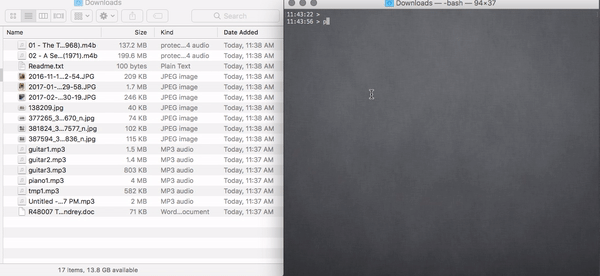 Downloads
Search
Name Size Kind Date Added
01 - The T...968).m4b 137.2 MB protec...4 audio Today, 11:38 AM
02 - A Se...(1971).m4b 199.6 MB protec...4 audio Today, 11:38 AM
Readme.txt 100 bytes Plain Text Today, 11:38 AM
2016-11-1...2-54.JPG 209 KB JPEG image Today, 11:38 AM
2017-01-...29-58.JPG 1.7 MB JPEG image Today, 11:38 AM
2017-02-...30-19.JPG 246 KB JPEG image Today, 11:38 AM
138209.jpg 40 KB JPEG image Today, 11:38 AM
377265_3..._670_n.jpg 74 KB JPEG image Today, 11:38 AM
381824_3...7577_n.jpg 102 KB JPEG image Today, 11:38 AM
387594_3..._836_n.jpg 115 KB JPEG image Today, 11:38 AM
guitar1.mp3 1.5 MB MP3 audio Today, 11:37 AM
guitar2.mp3 1.4 MB MP3 audio Today, 11:37 AM
guitar3.mp3 803 KB MP3 audio Today, 11:37 AM
piano1.mp3 4 MB MP3 audio Today, 11:37 AM
tmp1.mp3 582 KB MP3 audio Today, 11:37 AM
Untitled -...7 PM.mp3 2 MB MP3 audio Today, 11:37 AM
R48007 T...ndrey.doc 71 KB Word...ocument Today, 11:37 AM
17 items, 13.8 GB available
Downloads — -bash — 94×37
11:43:22 >
11:43:56 > p